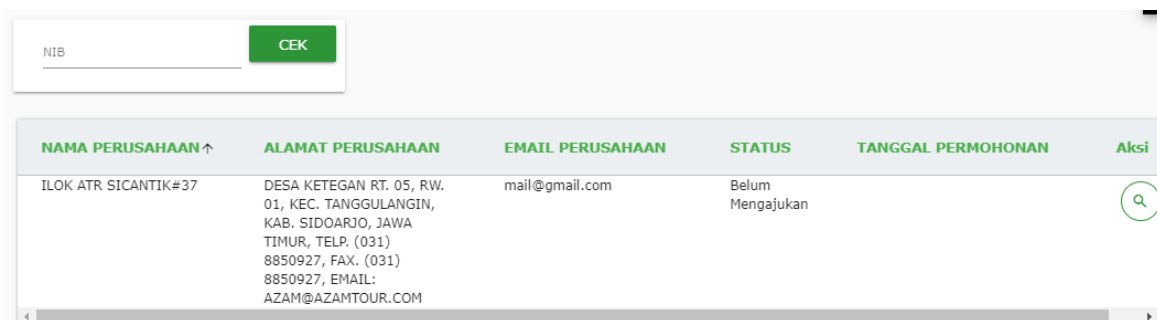 NIB
CEK
NAMA PERUSAHAAN↑ ALAMAT PERUSAHAAN EMAIL PERUSAHAAN STATUS TANGGAL PERMOHONAN Aksi
ILOK ATR SICANTIK#37 DESA KETEGAN RT. 05, RW. mail@gmail.com Belum
01, KEC. TANGGULANGIN, Mengajukan
KAB. SIDOARJO, JAWA
TIMUR, TELP. (031)
8850927, FAX. (031)
8850927, EMAIL:
AZAM@AZAMTOUR.COM